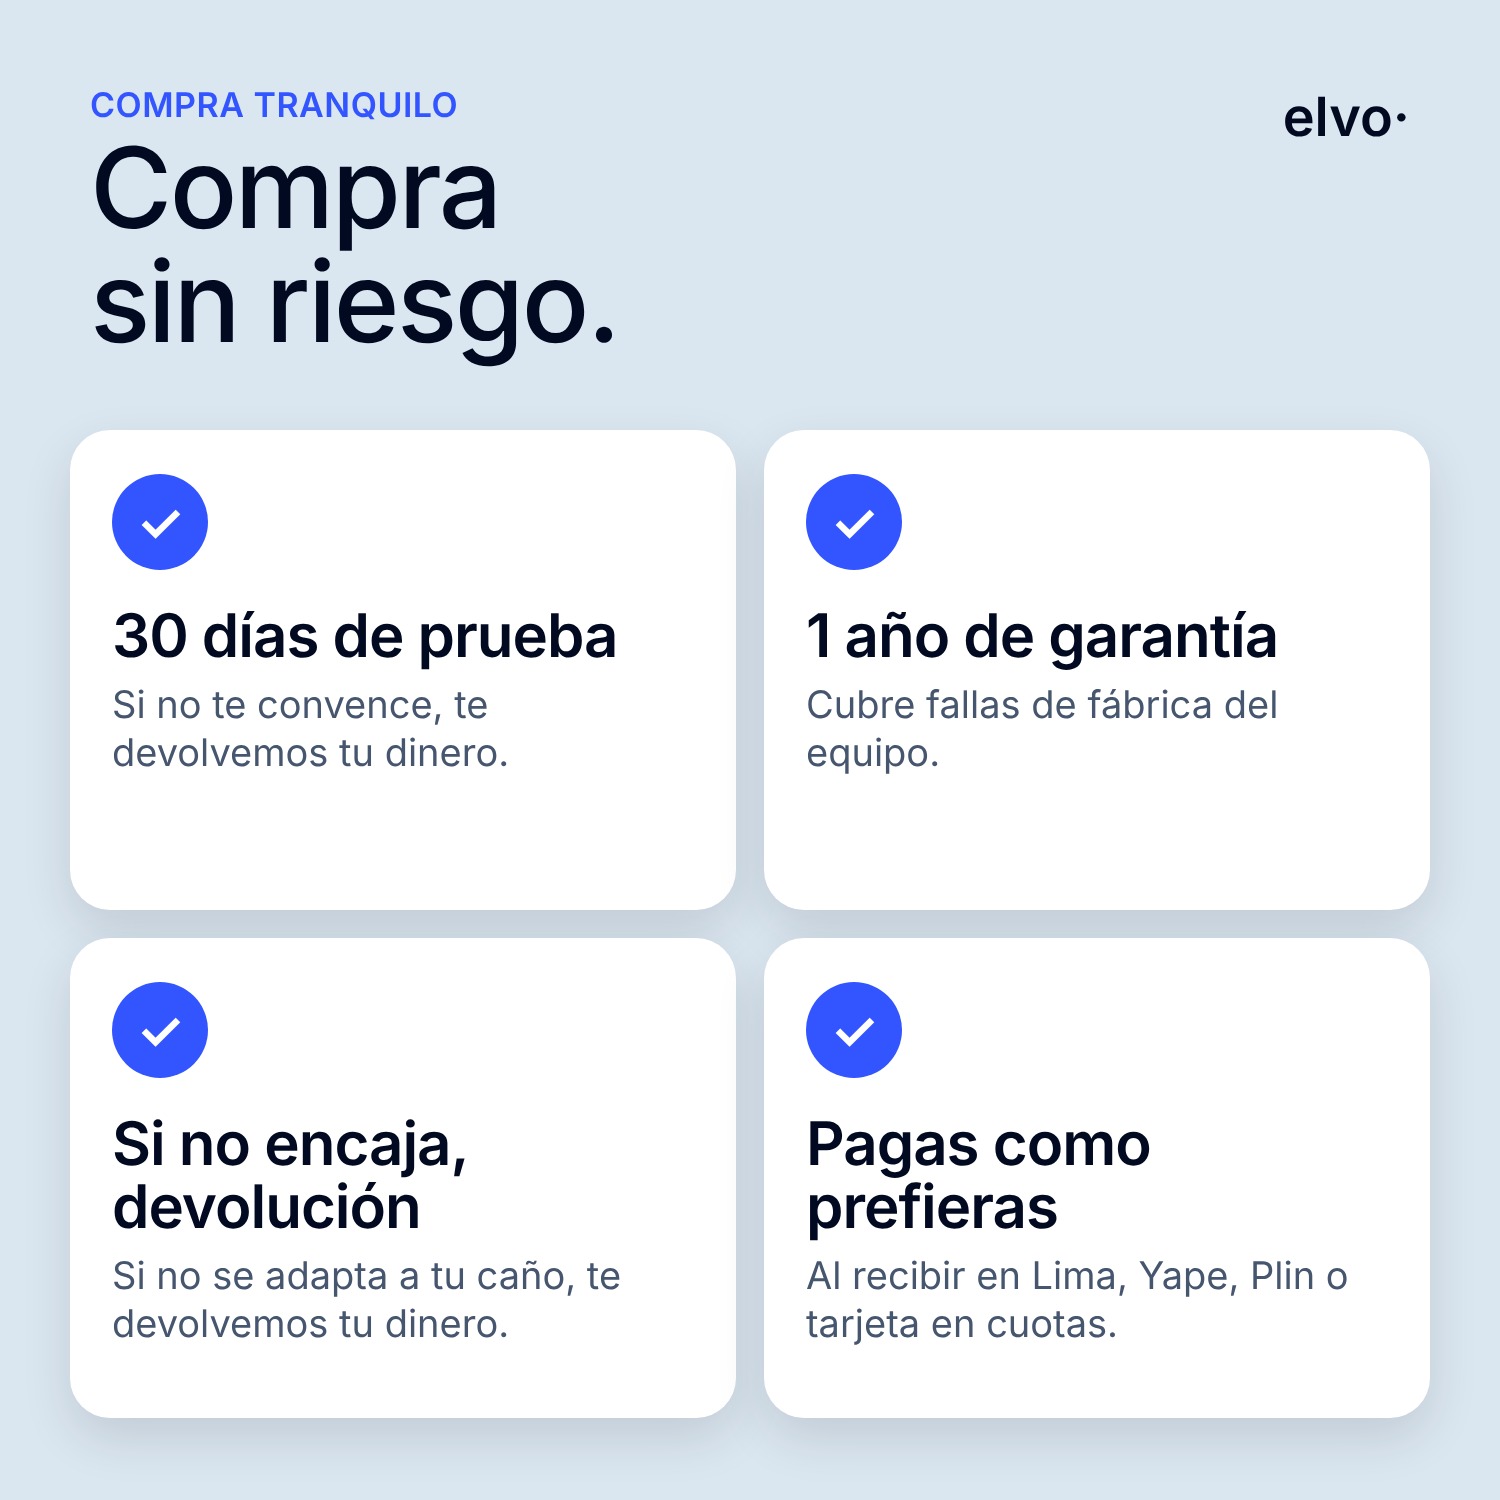 COMPRA TRANQUILO
elvo·
Compra
sin riesgo.
30 días de prueba
Si no te convence, te
devolvemos tu dinero.
1 año de garantía
Cubre fallas de fábrica del
equipo.
Si no encaja,
devolución
Si no se adapta a tu caño, te
devolvemos tu dinero.
Pagas como
prefieras
Al recibir en Lima, Yape, Plin o
tarjeta en cuotas.